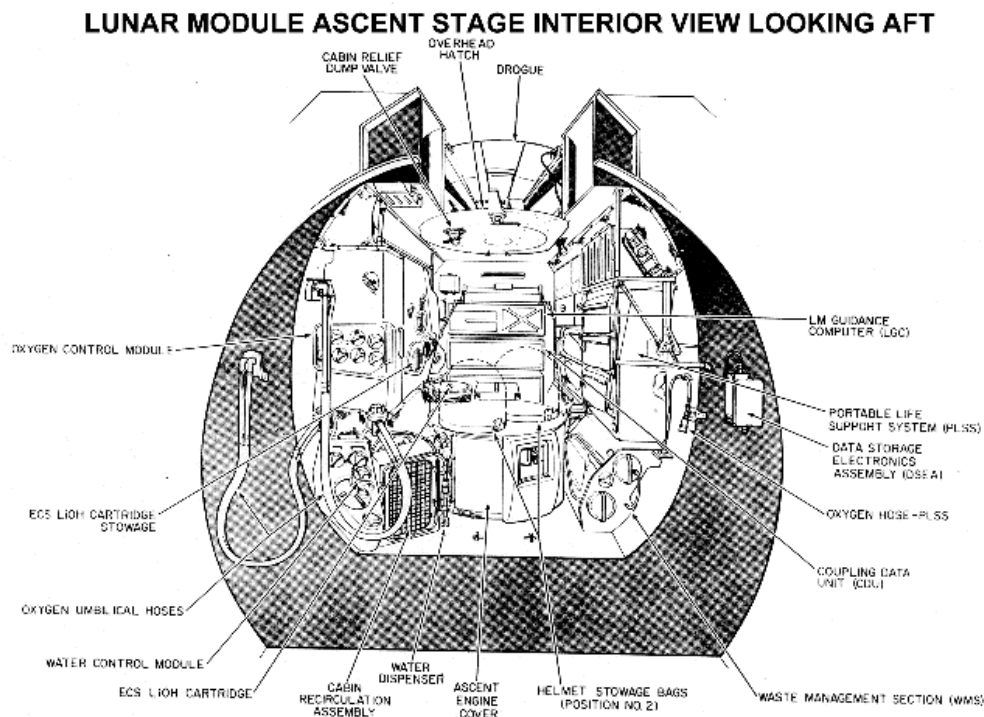 LUNAR MODULE ASCENT STAGE INTERIOR VIEW LOOKING AFT
CABIN RELIEF
DUMP VALVE
OVERHEAD
HATCH
DROGUE
OXYGEN CONTROL MODULE
LM GUIDANCE
COMPUTER (LGC)
PORTABLE LIFE
SUPPORT SYSTEM (PLSS)
DATA STORAGE
ELECTRONICS
ASSEMBLY (DSEA)
ECS LiOH CARTRIDGE
STOWAGE
OXYGEN HOSE-PLSS
COUPLING DATA
UNIT (CDU)
OXYGEN UMBILICAL HOSES
WATER CONTROL MODULE
ECS LiOH CARTRIDGE
CABIN
RECIRCULATION
ASSEMBLY
WATER
DISPENSER
ASCENT
ENGINE
COVER
HELMET STOWAGE BAGS
(POSITION NO. 2)
WASTE MANAGEMENT SECTION (WMS)